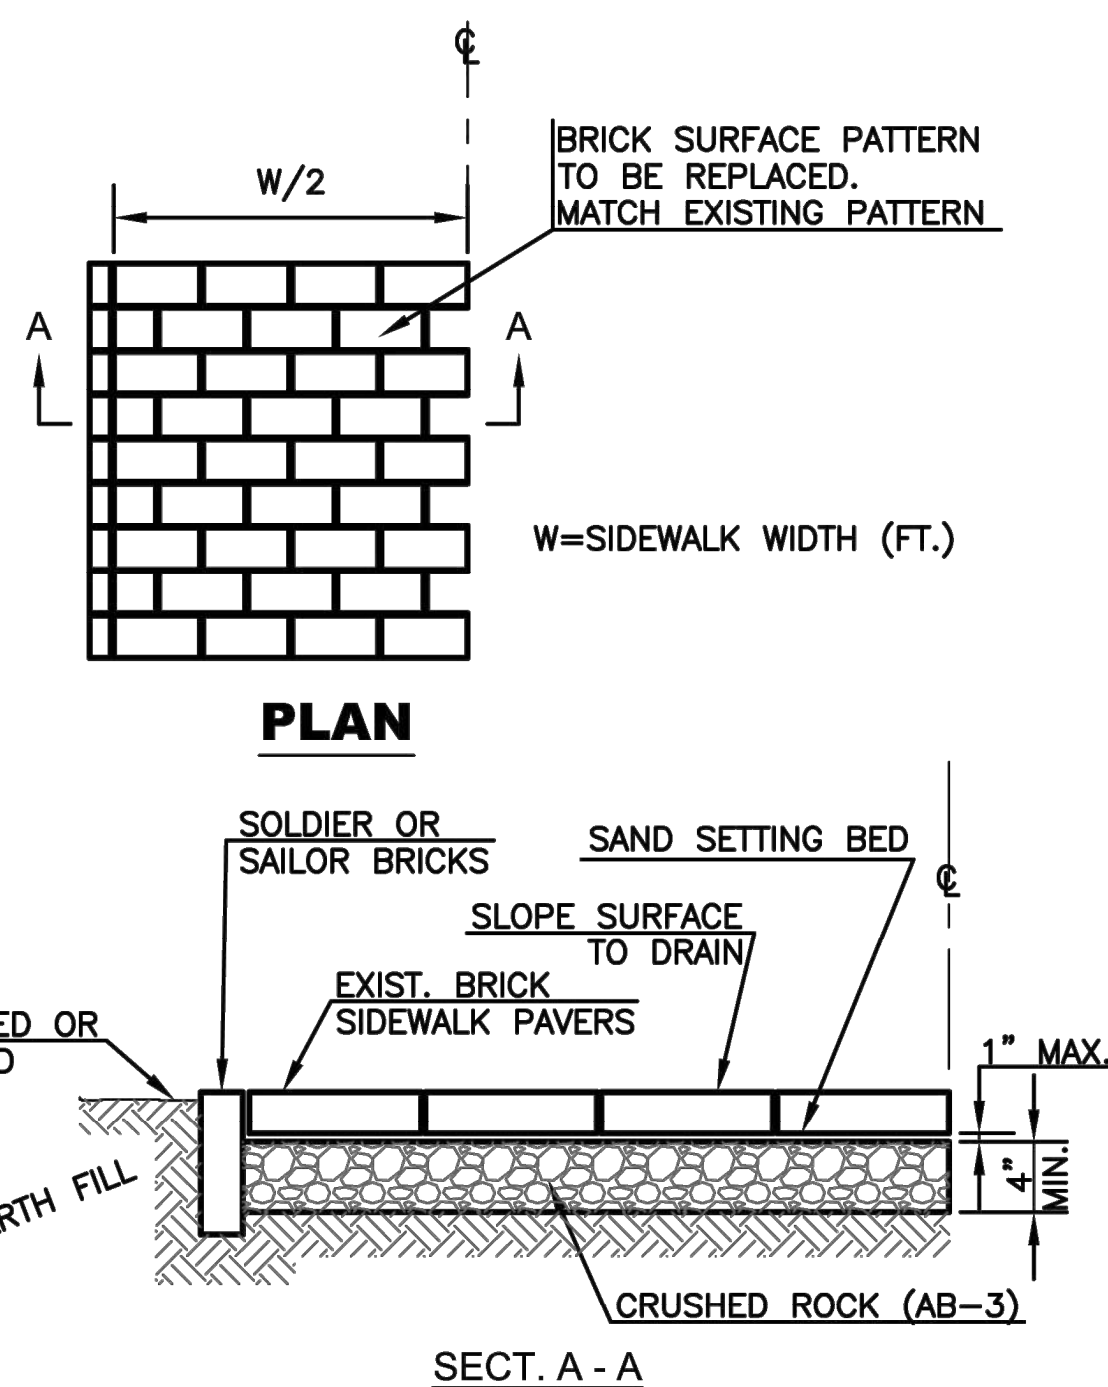 ℄
BRICK SURFACE PATTERN
TO BE REPLACED.
MATCH EXISTING PATTERN
W/2
A
A
W=SIDEWALK WIDTH (FT.)
PLAN
SOLDIER OR
SAILOR BRICKS
SAND SETTING BED
℄
SLOPE SURFACE
TO DRAIN
EXIST. BRICK
SIDEWALK PAVERS
OR
1" MAX.
4"
MIN.
FILL
CRUSHED ROCK (AB-3)
SECT. A - A